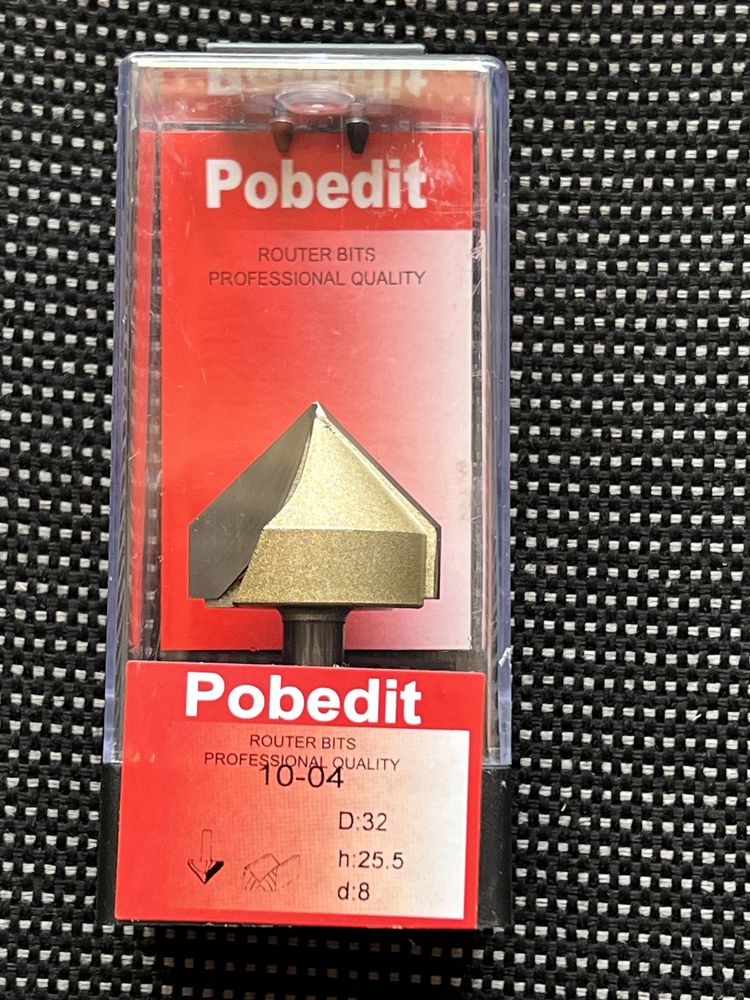 Pobedit
ROUTER BITS
PROFESSIONAL QUALITY
Pobedit
ROUTER BITS
PROFESSIONAL QUALITY
10-04
D:32
h:25.5
d:8